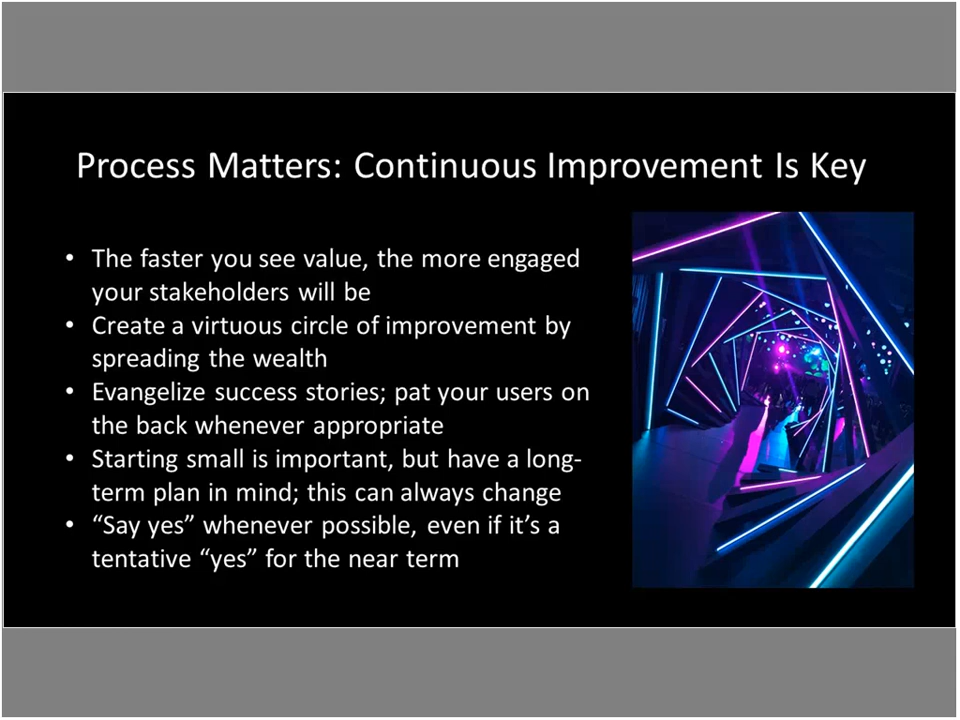 Process Matters: Continuous Improvement Is Key
• The faster you see value, the more engaged
your stakeholders will be
• Create a virtuous circle of improvement by
spreading the wealth
• Evangelize success stories; pat your users on
the back whenever appropriate
• Starting small is important, but have a long-
term plan in mind; this can always change
• “Say yes” whenever possible, even if it’s a
tentative “yes” for the near term